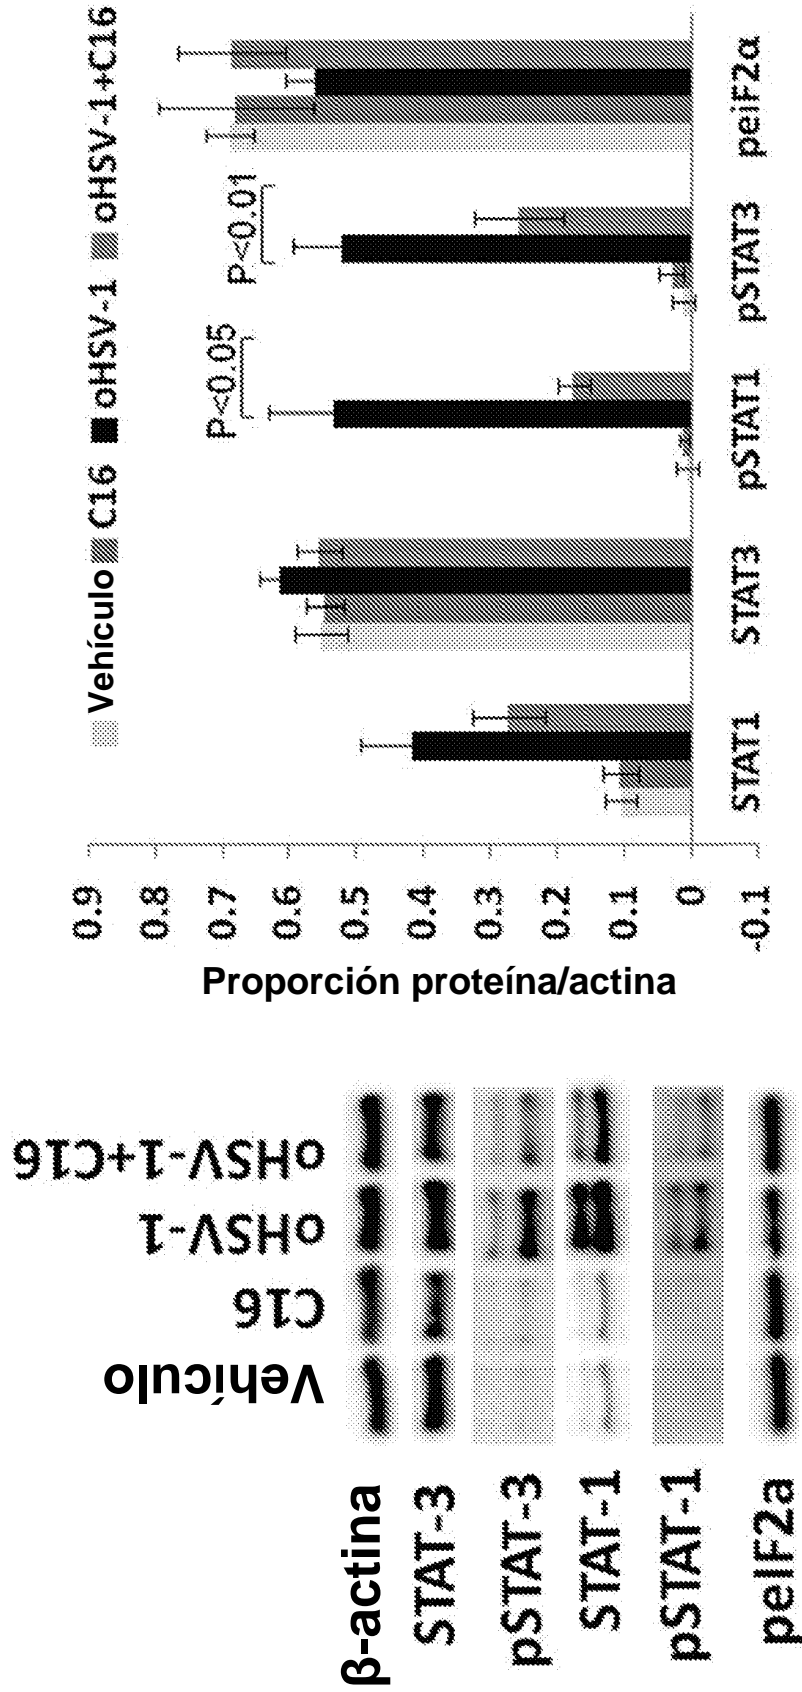 Vehículo
C16
oHSV-1
oHSV-1+C16
β-actina
STAT-3
pSTAT-3
STAT-1
pSTAT-1
peIF2a
Proporción proteína/actina
0.9
0.8
0.7
0.6
0.5
0.4
0.3
0.2
0.1
0
-0.1
Vehículo C16 oHSV-1 oHSV-1+C16
P<0.05
P<0.01
STAT1 STAT3 pSTAT1 pSTAT3 peiF2α